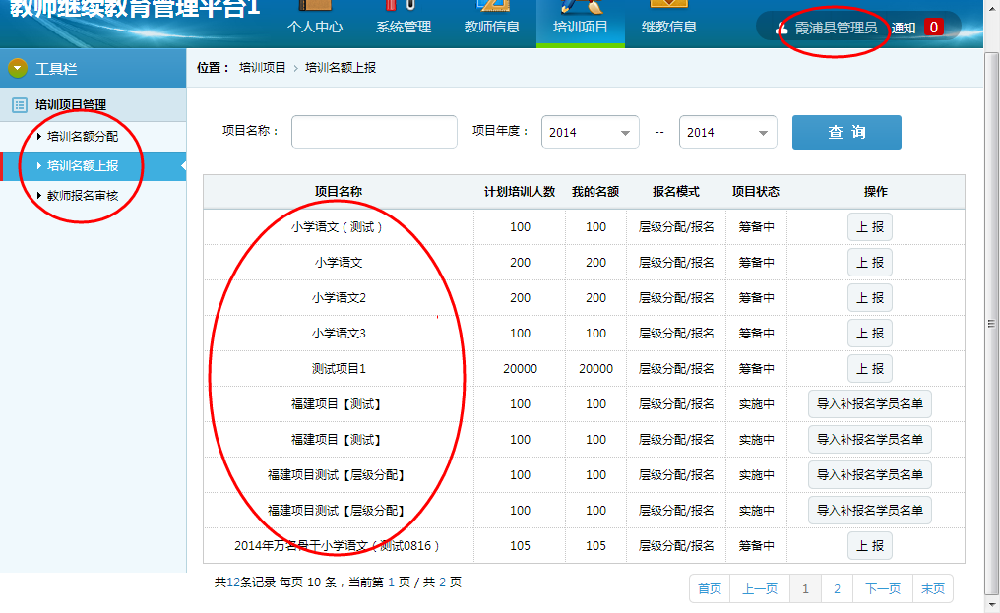 教师继续教育管理平台1
个人中心 系统管理 教师信息 培训项目 继教信息 霞浦县管理员 通知 0
工具栏
位置： 培训项目 › 培训名额上报
培训项目管理
培训名额分配
培训名额上报
教师报名审核
项目名称： 项目年度： 2014 -- 2014 查 询
项目名称 计划培训人数 我的名额 报名模式 项目状态 操作
小学语文（测试） 100 100 层级分配/报名 筹备中 上 报
小学语文 200 200 层级分配/报名 筹备中 上 报
小学语文2 200 200 层级分配/报名 筹备中 上 报
小学语文3 100 100 层级分配/报名 筹备中 上 报
测试项目1 20000 20000 层级分配/报名 筹备中 上 报
福建项目【测试】 100 100 层级分配/报名 实施中 导入补报名学员名单
福建项目【测试】 100 100 层级分配/报名 实施中 导入补报名学员名单
福建项目测试【层级分配】 100 100 层级分配/报名 实施中 导入补报名学员名单
福建项目测试【层级分配】 100 100 层级分配/报名 实施中 导入补报名学员名单
2014年万名骨干小学语文（测试0816） 105 105 层级分配/报名 筹备中 上 报
共12条记录 每页 10 条，当前第 1 页 / 共 2 页
首页 上一页 1 2 下一页 末页